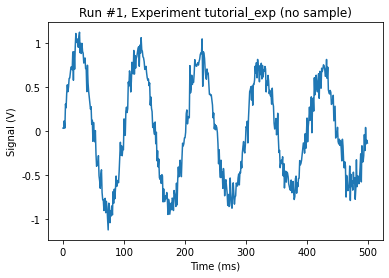 Run #1, Experiment tutorial_exp (no sample)
1
0.5
0
-0.5
-1
Signal (V)
0 100 200 300 400 500
Time (ms)